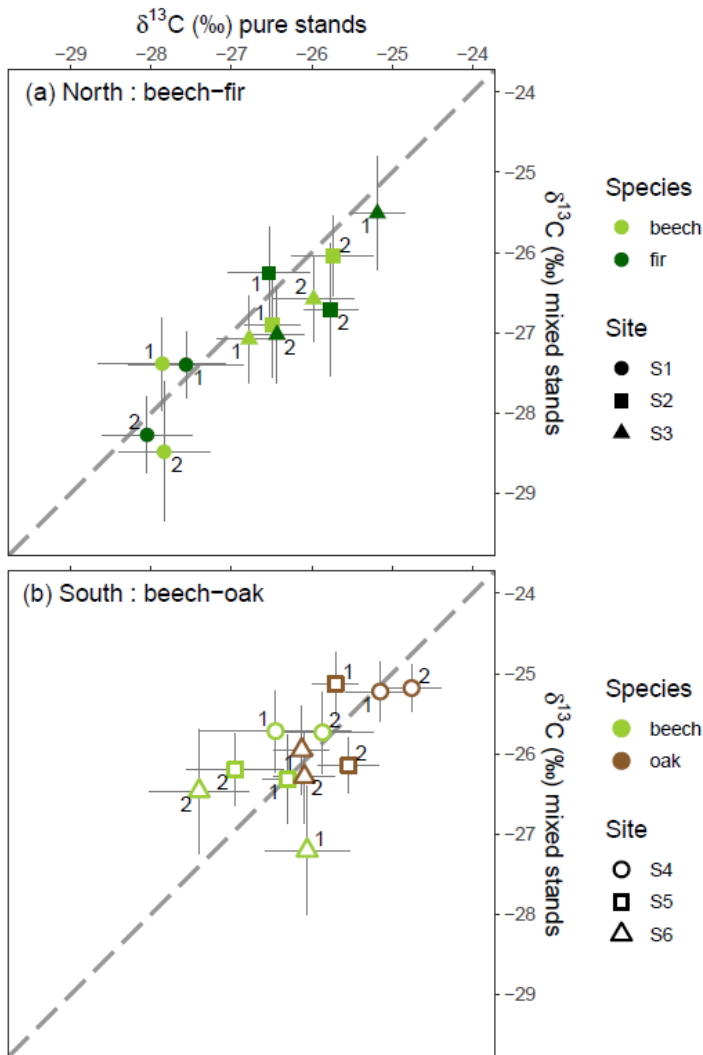 δ¹³C (‰) pure stands
−29 −28 −27 −26 −25 −24
(a) North : beech−fir
−24
−25
−26
−27
−28
−29
δ¹³C (‰) mixed stands
1
2
1
2
2
1
1
2
1
1
2
2
Species
beech
fir
Site
S1
S2
S3
(b) South : beech−oak
−24
−25
−26
−27
−28
−29
δ¹³C (‰) mixed stands
1
2
1
1
2
1
2
2
1
2
2
1
Species
beech
oak
Site
S4
S5
S6